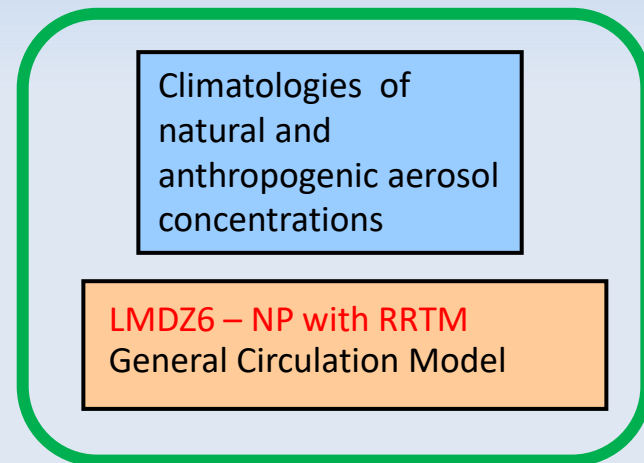 Climatologies of
natural and
anthropogenic aerosol
concentrations
LMDZ6 – NP with RRTM
General Circulation Model